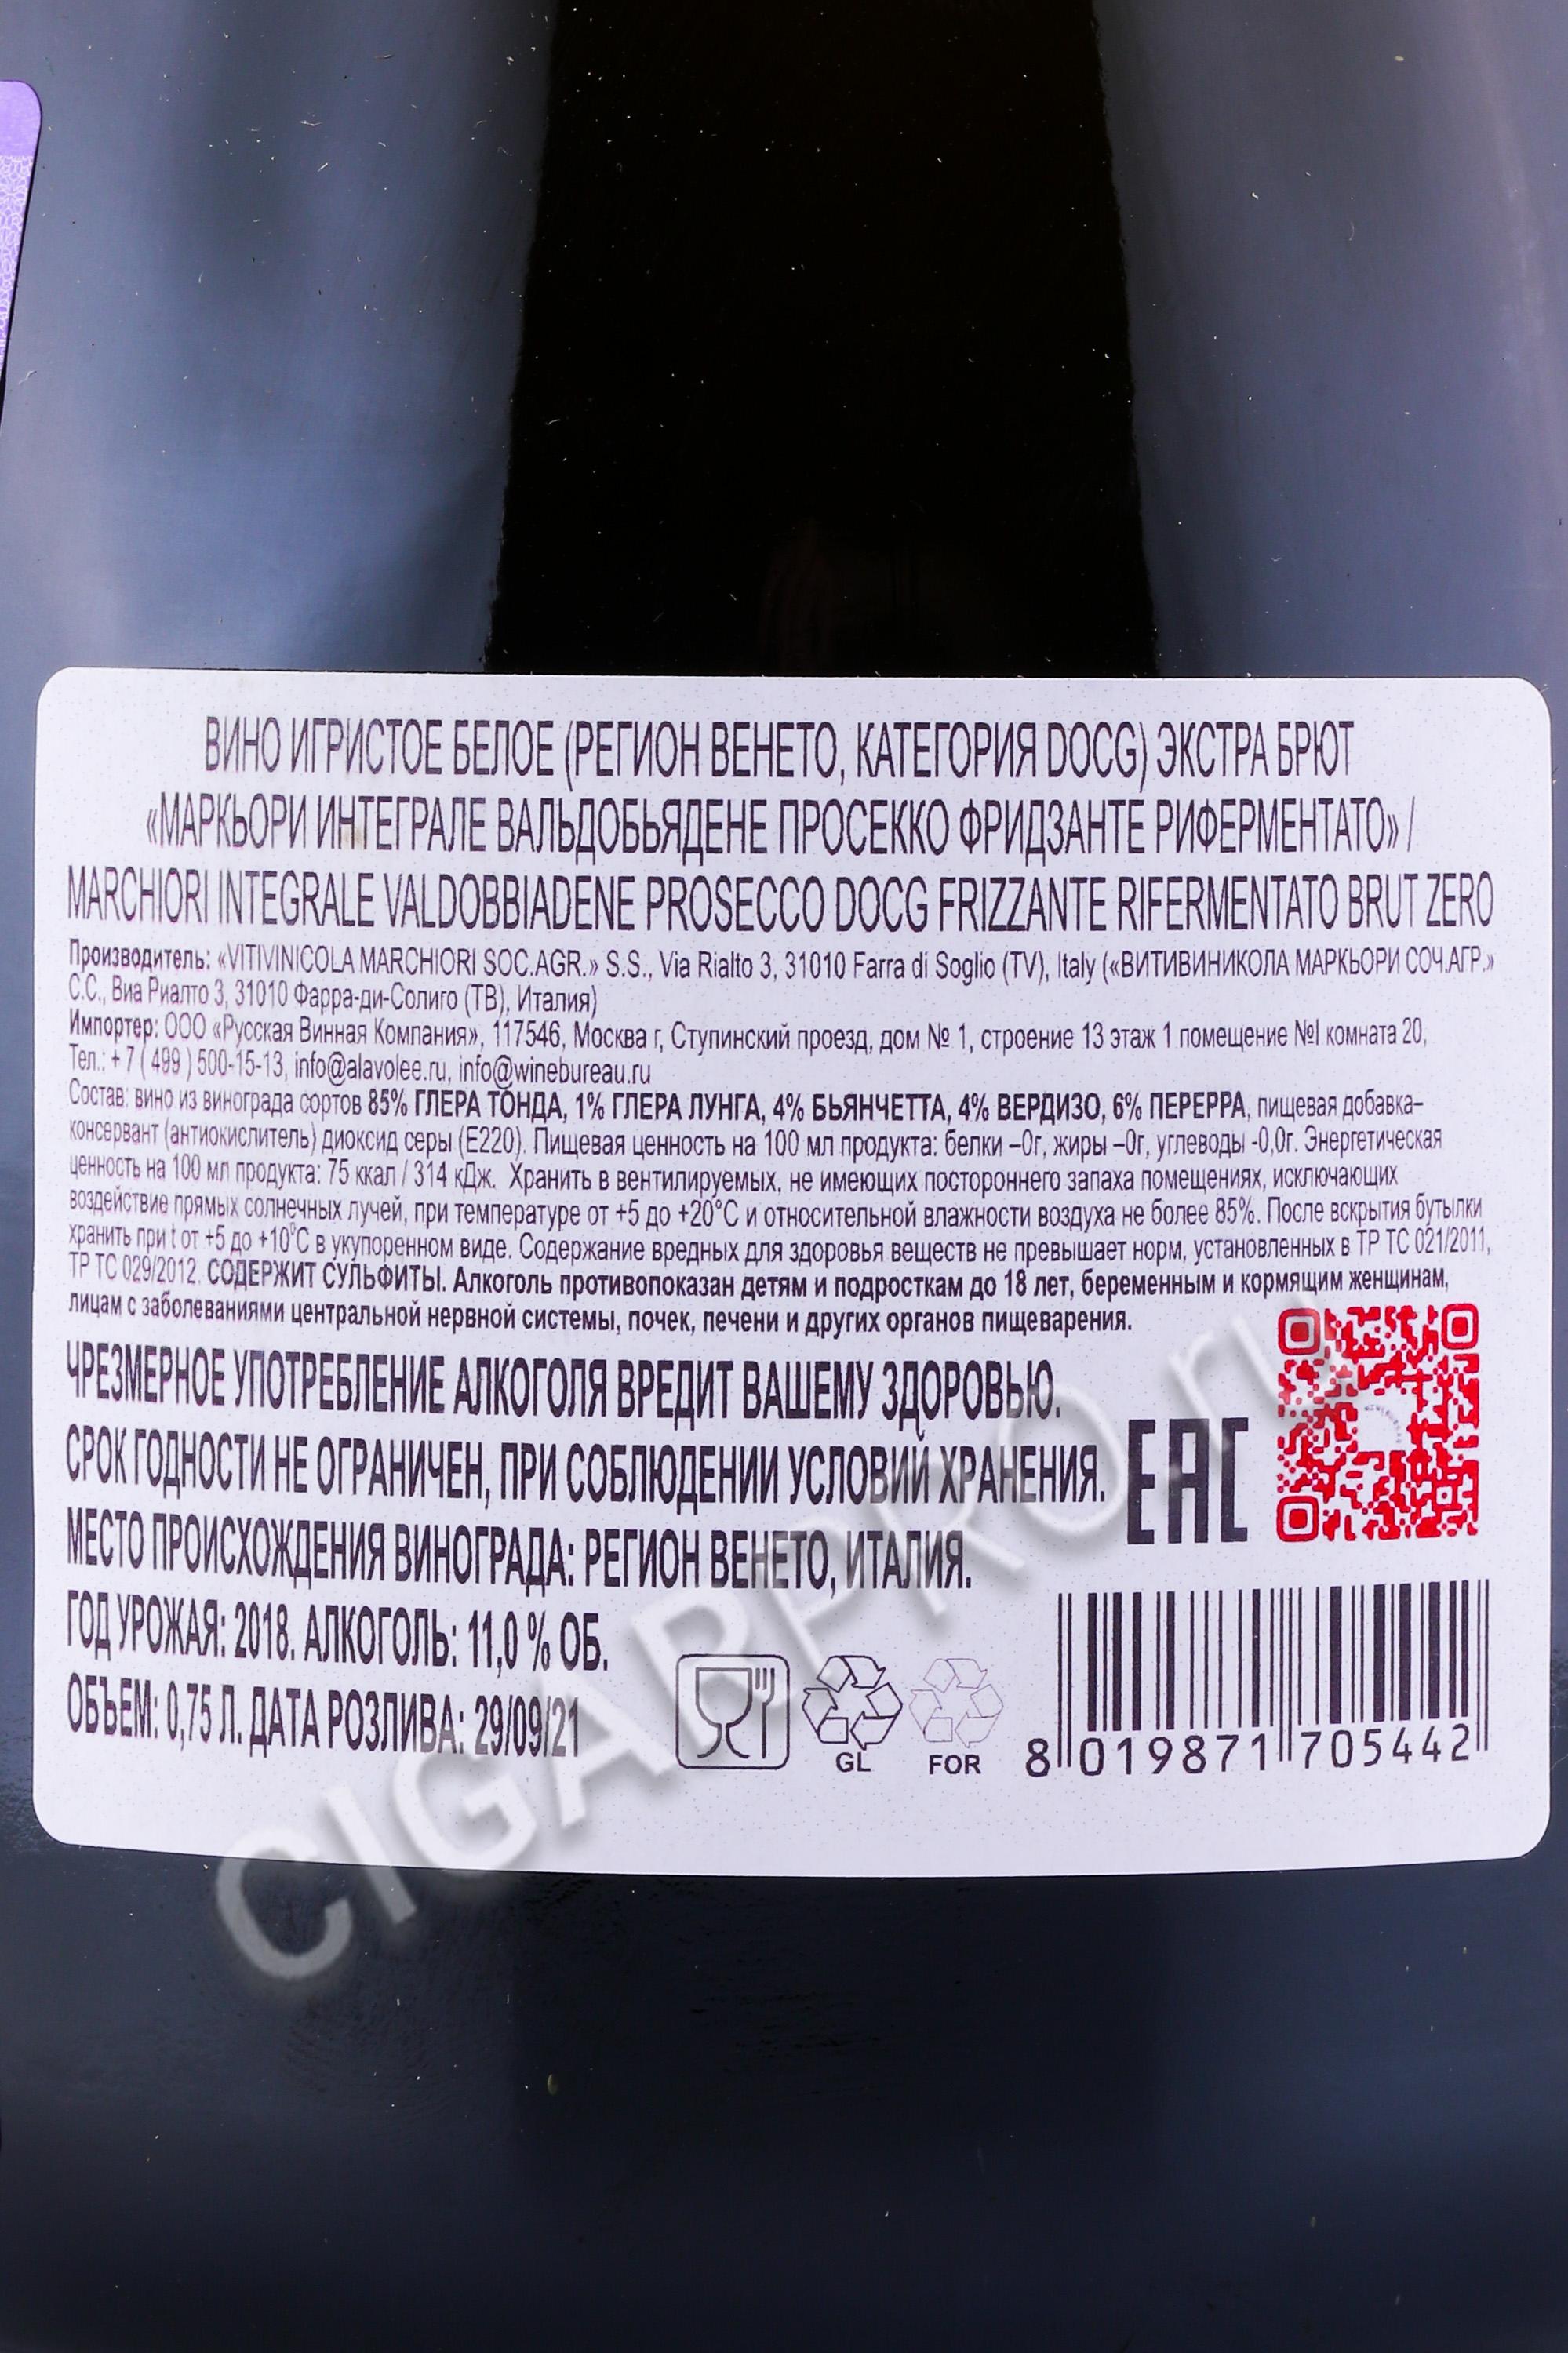 ВИНО ИГРИСТОЕ БЕЛОЕ (РЕГИОН ВЕНЕТО, КАТЕГОРИЯ DOCG) ЭКСТРА БРЮТ
«МАРКЬОРИ ИНТЕГРАЛЕ ВАЛЬДОБЬЯДЕНЕ ПРОСЕККО ФРИДЗАНТЕ РИФЕРМЕНТАТО» /
MARCHIORI INTEGRALE VALDOBBIADENE PROSECCO DOCG FRIZZANTE RIFERMENTATO BRUT ZERO
Производитель: «VITIVINICOLA MARCHIORI SOC.AGR.» S.S., Via Rialto 3, 31010 Farra di Soglio (TV), Italy («ВИТИВИНИКОЛА МАРКЬОРИ СОЧ.АГР.»
С.С., Виа Риалто 3, 31010 Фарра-ди-Солиго (ТВ), Италия)
Импортер: ООО «Русская Винная Компания», 117546, Москва г, Ступинский проезд, дом № 1, строение 13 этаж 1 помещение №I комната 20,
Тел.: + 7 ( 499 ) 500-15-13, info@alavolee.ru, info@winebureau.ru
Состав: вино из винограда сортов 85% ГЛЕРА ТОНДА, 1% ГЛЕРА ЛУНГА, 4% БЬЯНЧЕТТА, 4% ВЕРДИЗО, 6% ПЕРЕРРА, пищевая добавка–
консервант (антиокислитель) диоксид серы (Е220). Пищевая ценность на 100 мл продукта: белки –0г, жиры –0г, углеводы -0,0г. Энергетическая
ценность на 100 мл продукта: 75 ккал / 314 кДж. Хранить в вентилируемых, не имеющих постороннего запаха помещениях, исключающих
воздействие прямых солнечных лучей, при температуре от +5 до +20°С и относительной влажности воздуха не более 85%. После вскрытия бутылки
хранить при t от +5 до +10°С в укупоренном виде. Содержание вредных для здоровья веществ не превышает норм, установленных в ТР ТС 021/2011,
ТР ТС 029/2012. СОДЕРЖИТ СУЛЬФИТЫ. Алкоголь противопоказан детям и подросткам до 18 лет, беременным и кормящим женщинам,
лицам с заболеваниями центральной нервной системы, почек, печени и других органов пищеварения.
ЧРЕЗМЕРНОЕ УПОТРЕБЛЕНИЕ АЛКОГОЛЯ ВРЕДИТ ВАШЕМУ ЗДОРОВЬЮ.
СРОК ГОДНОСТИ НЕ ОГРАНИЧЕН, ПРИ СОБЛЮДЕНИИ УСЛОВИЙ ХРАНЕНИЯ.
EAC
МЕСТО ПРОИСХОЖДЕНИЯ ВИНОГРАДА: РЕГИОН ВЕНЕТО, ИТАЛИЯ.
ГОД УРОЖАЯ: 2018. АЛКОГОЛЬ: 11,0 % ОБ.
ОБЪЕМ: 0,75 Л. ДАТА РОЗЛИВА: 29/09/21
GL FOR
8 019871 705442
CIGARPRO.ru